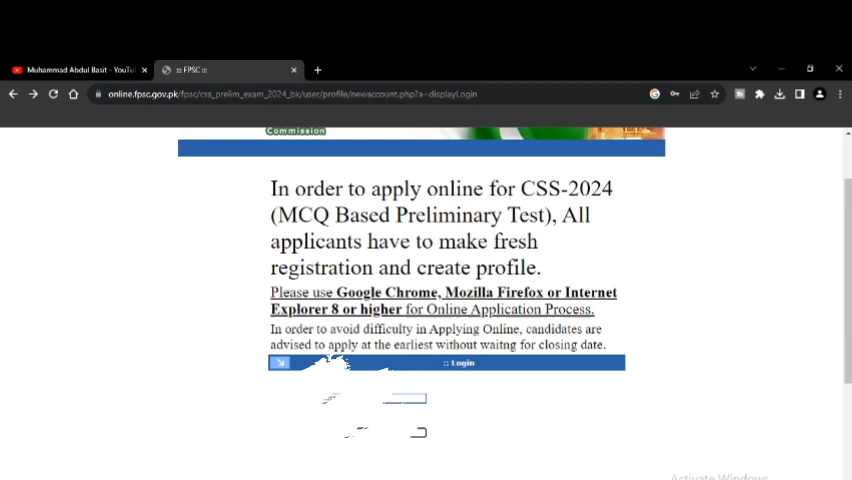 Muhammad Abdul Basit - YouTu
::: FPSC :::
online.fpsc.gov.pk/fpsc/css_prelim_exam_2024_bk/user/profile/newaccount.php?a=displayLogin
Commission
In order to apply online for CSS-2024
(MCQ Based Preliminary Test), All
applicants have to make fresh
registration and create profile.
Please use Google Chrome, Mozilla Firefox or Internet
Explorer 8 or higher for Online Application Process.
In order to avoid difficulty in Applying Online, candidates are
advised to apply at the earliest without waitng for closing date.
:: Login
Activate Windows